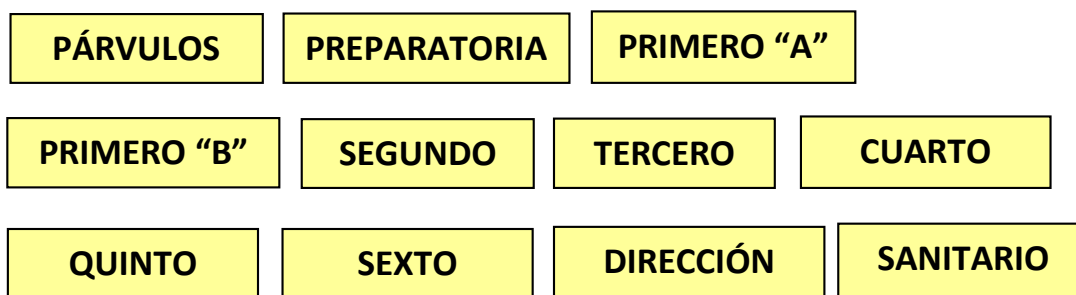 PÁRVULOS PREPARATORIA PRIMERO “A”
PRIMERO “B” SEGUNDO TERCERO CUARTO
QUINTO SEXTO DIRECCIÓN SANITARIO